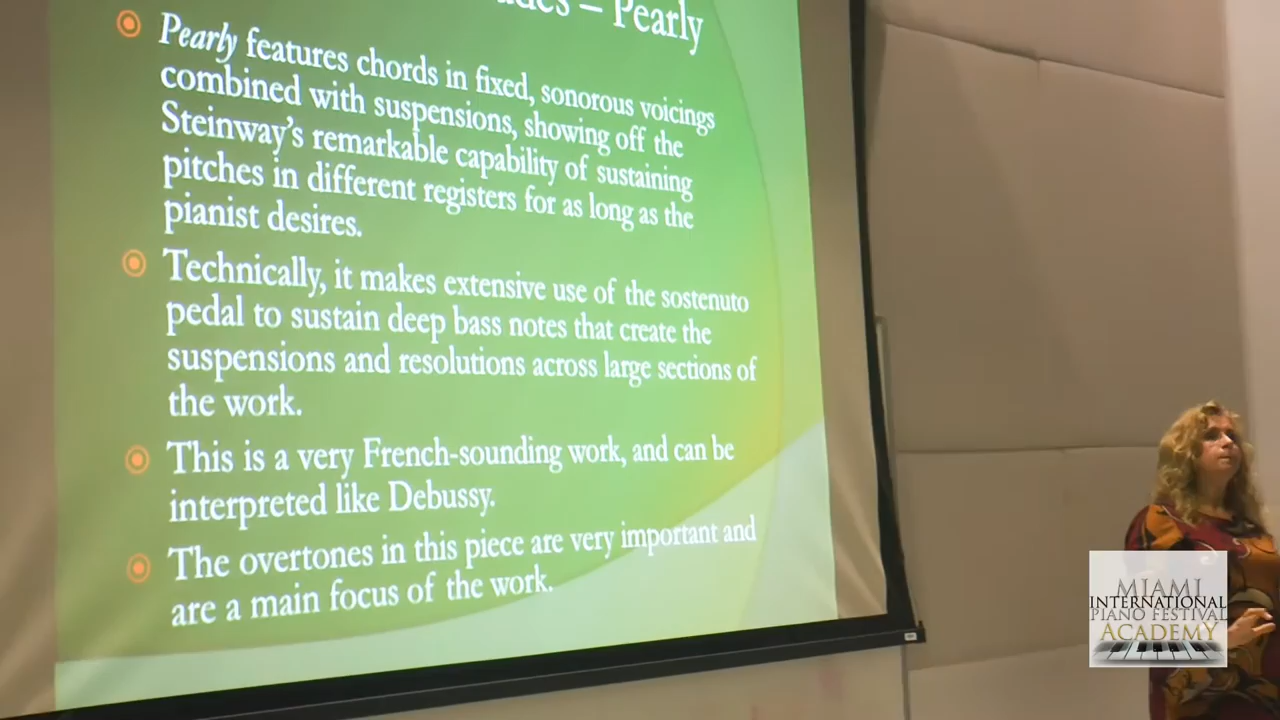 – Pearly
Pearly features chords in fixed, sonorous voicings
combined with suspensions, showing off the
Steinway's remarkable capability of sustaining
pitches in different registers for as long as the
pianist desires.
Technically, it makes extensive use of the sostenuto
pedal to sustain deep bass notes that create the
suspensions and resolutions across large sections of
the work.
This is a very French-sounding work, and can be
interpreted like Debussy.
The overtones in this piece are very important and
are a main focus of the work.
MIAMI
INTERNATIONAL
PIANO FESTIVAL
ACADEMY